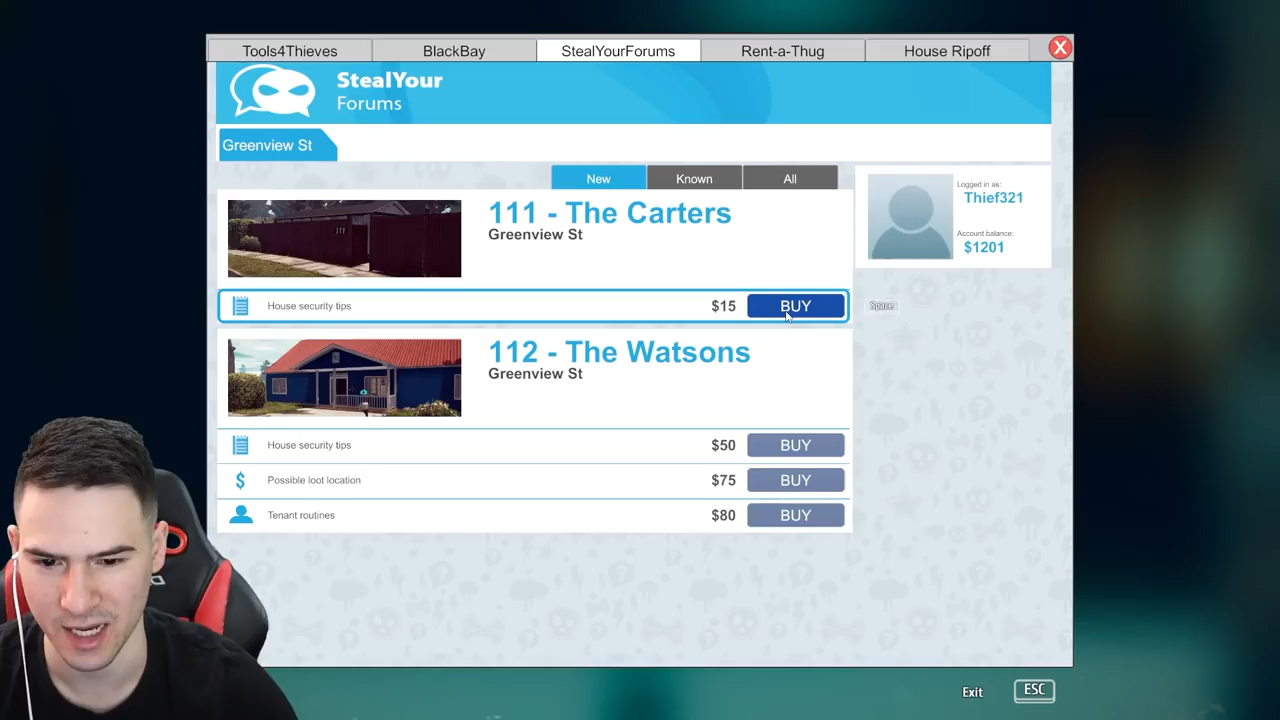 Tools4Thieves
BlackBay
StealYourForums
Rent-a-Thug
House Ripoff
X
StealYour
Forums
Greenview St
New
Known
All
Logged in as:
Thief321
Account balance:
$1201
111 - The Carters
Greenview St
111
House security tips
$15
BUY
Space
112 - The Watsons
Greenview St
House security tips
$50
BUY
$
Possible loot location
$75
BUY
Tenant routines
$80
BUY
Exit
ESC